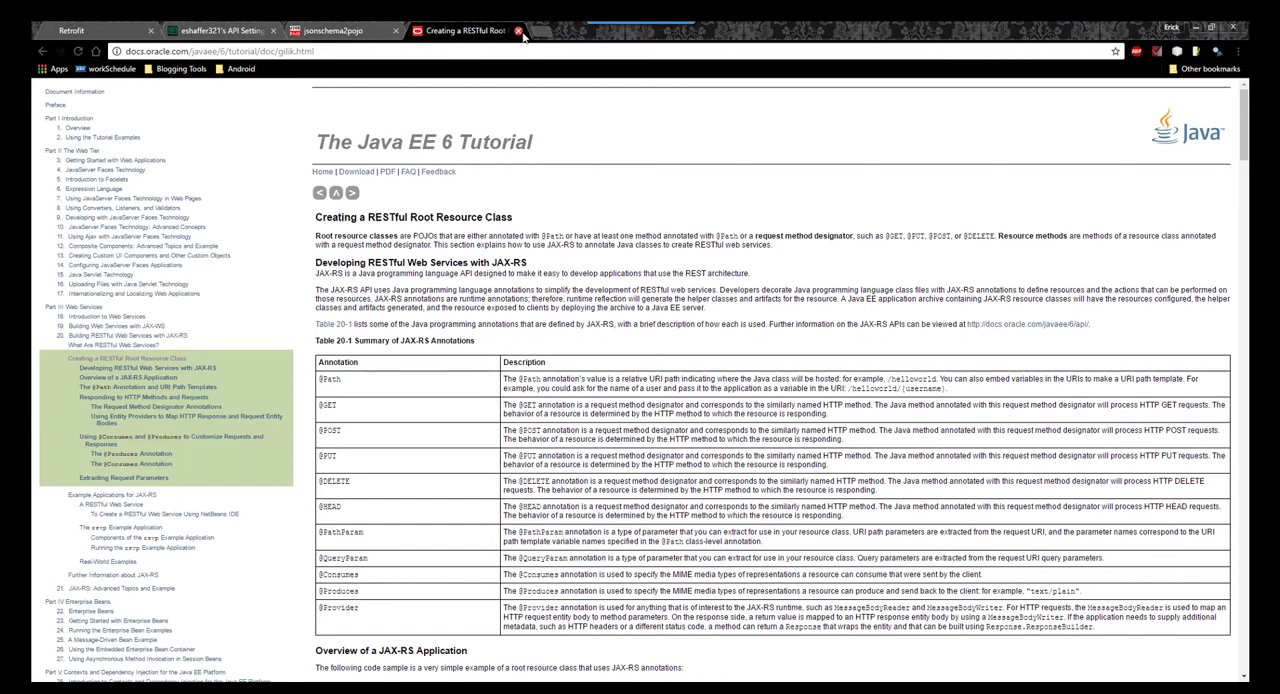 Retrofit
eshaffer321's API Setting
jsonschema2pojo
Creating a RESTful Root
Erick
docs.oracle.com/javaee/6/tutorial/doc/gilik.html
Apps
workSchedule
Blogging Tools
Android
Other bookmarks
Document Information
Preface
Part I Introduction
1. Overview
2. Using the Tutorial Examples
Part II The Web Tier
3. Getting Started with Web Applications
4. JavaServer Faces Technology
5. Introduction to Facelets
6. Expression Language
7. Using JavaServer Faces Technology in Web Pages
8. Using Converters, Listeners, and Validators
9. Developing with JavaServer Faces Technology
10. JavaServer Faces Technology: Advanced Concepts
11. Using Ajax with JavaServer Faces Technology
12. Composite Components: Advanced Topics and Example
13. Creating Custom UI Components and Other Custom Objects
14. Configuring JavaServer Faces Applications
15. Java Servlet Technology
16. Uploading Files with Java Servlet Technology
17. Internationalizing and Localizing Web Applications
Part III Web Services
18. Introduction to Web Services
19. Building Web Services with JAX-WS
20. Building RESTful Web Services with JAX-RS
What Are RESTful Web Services?
Creating a RESTful Root Resource Class
Developing RESTful Web Services with JAX-RS
Overview of a JAX-RS Application
The @Path Annotation and URI Path Templates
Responding to HTTP Methods and Requests
The Request Method Designator Annotations
Using Entity Providers to Map HTTP Response and Request Entity
Bodies
Using @Consumes and @Produces to Customize Requests and
Responses
The @Produces Annotation
The @Consumes Annotation
Extracting Request Parameters
Example Applications for JAX-RS
A RESTful Web Service
To Create a RESTful Web Service Using NetBeans IDE
The rsvp Example Application
Components of the rsvp Example Application
Running the rsvp Example Application
Real-World Examples
Further Information about JAX-RS
21. JAX-RS: Advanced Topics and Example
Part IV Enterprise Beans
22. Enterprise Beans
23. Getting Started with Enterprise Beans
24. Running the Enterprise Bean Examples
25. A Message-Driven Bean Example
26. Using the Embedded Enterprise Bean Container
27. Using Asynchronous Method Invocation in Session Beans
Part V Contexts and Dependency Injection for the Java EE Platform
28. Introduction to Contexts and Dependency Injection for the Java EE Platform
The Java EE 6 Tutorial
Java
Home | Download | PDF | FAQ | Feedback
Creating a RESTful Root Resource Class
Root resource classes are POJOs that are either annotated with @Path or have at least one method annotated with @Path or a request method designator, such as @GET, @PUT, @POST, or @DELETE. Resource methods are methods of a resource class annotated
with a request method designator. This section explains how to use JAX-RS to annotate Java classes to create RESTful web services.
Developing RESTful Web Services with JAX-RS
JAX-RS is a Java programming language API designed to make it easy to develop applications that use the REST architecture.
The JAX-RS API uses Java programming language annotations to simplify the development of RESTful web services. Developers decorate Java programming language class files with JAX-RS annotations to define resources and the actions that can be performed on
those resources. JAX-RS annotations are runtime annotations; therefore, runtime reflection will generate the helper classes and artifacts for the resource. A Java EE application archive containing JAX-RS resource classes will have the resources configured, the helper
classes and artifacts generated, and the resource exposed to clients by deploying the archive to a Java EE server.
Table 20-1 lists some of the Java programming annotations that are defined by JAX-RS, with a brief description of how each is used. Further information on the JAX-RS APIs can be viewed at http://docs.oracle.com/javaee/6/api/.
Table 20-1 Summary of JAX-RS Annotations
Annotation Description
@Path The @Path annotation's value is a relative URI path indicating where the Java class will be hosted: for example, /helloworld. You can also embed variables in the URIs to make a URI path template. For
example, you could ask for the name of a user and pass it to the application as a variable in the URI: /helloworld/{username}.
@GET The @GET annotation is a request method designator and corresponds to the similarly named HTTP method. The Java method annotated with this request method designator will process HTTP GET requests. The
behavior of a resource is determined by the HTTP method to which the resource is responding.
@POST The @POST annotation is a request method designator and corresponds to the similarly named HTTP method. The Java method annotated with this request method designator will process HTTP POST requests.
The behavior of a resource is determined by the HTTP method to which the resource is responding.
@PUT The @PUT annotation is a request method designator and corresponds to the similarly named HTTP method. The Java method annotated with this request method designator will process HTTP PUT requests. The
behavior of a resource is determined by the HTTP method to which the resource is responding.
@DELETE The @DELETE annotation is a request method designator and corresponds to the similarly named HTTP method. The Java method annotated with this request method designator will process HTTP DELETE
requests. The behavior of a resource is determined by the HTTP method to which the resource is responding.
@HEAD The @HEAD annotation is a request method designator and corresponds to the similarly named HTTP method. The Java method annotated with this request method designator will process HTTP HEAD requests.
The behavior of a resource is determined by the HTTP method to which the resource is responding.
@PathParam The @PathParam annotation is a type of parameter that you can extract for use in your resource class. URI path parameters are extracted from the request URI, and the parameter names correspond to the URI
path template variable names specified in the @Path class-level annotation.
@QueryParam The @QueryParam annotation is a type of parameter that you can extract for use in your resource class. Query parameters are extracted from the request URI query parameters.
@Consumes The @Consumes annotation is used to specify the MIME media types of representations a resource can consume that were sent by the client.
@Produces The @Produces annotation is used to specify the MIME media types of representations a resource can produce and send back to the client: for example, "text/plain".
@Provider The @Provider annotation is used for anything that is of interest to the JAX-RS runtime, such as MessageBodyReader and MessageBodyWriter. For HTTP requests, the MessageBodyReader is used to map an
HTTP request entity body to method parameters. On the response side, a return value is mapped to an HTTP response entity body by using a MessageBodyWriter. If the application needs to supply additional
metadata, such as HTTP headers or a different status code, a method can return a Response that wraps the entity and that can be built using Response.ResponseBuilder.
Overview of a JAX-RS Application
The following code sample is a very simple example of a root resource class that uses JAX-RS annotations: